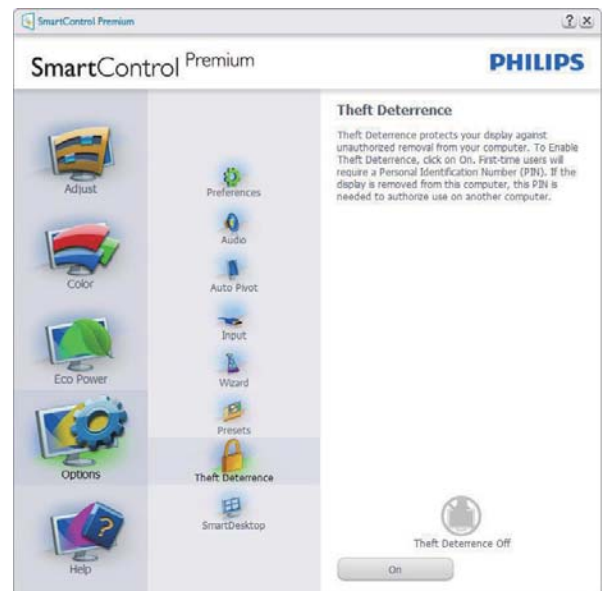 SmartControl Premium
? x
SmartControl Premium
PHILIPS
Adjust
Color
Eco Power
Options
Help
Preferences
Audio
Auto Pivot
Input
Wizard
Presets
Theft Deterrence
SmartDesktop
Theft Deterrence
Theft Deterrence protects your display against
unauthorized removal from your computer. To Enable
Theft Deterrence, click on On. First-time users will
require a Personal Identification Number (PIN). If the
display is removed from this computer, this PIN is
needed to authorize use on another computer.
Theft Deterrence Off
On